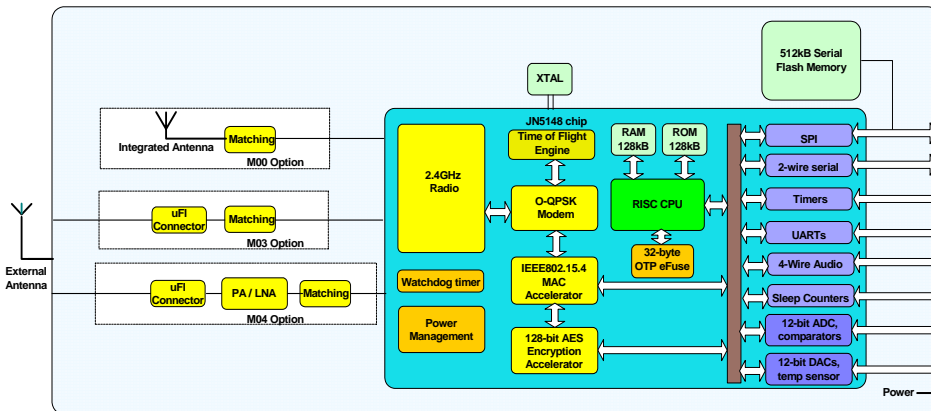 512kB Serial
Flash Memory
XTAL
JN5148 chip
Integrated Antenna
Matching
M00 Option
2.4GHz
Radio
Time of Flight
Engine
RAM
128kB
ROM
128kB
SPI
2-wire serial
O-QPSK
Modem
RISC CPU
Timers
uFl
Connector
Matching
M03 Option
UARTs
32-byte
OTP eFuse
4-Wire Audio
External
Antenna
uFl
Connector
PA / LNA
Matching
M04 Option
Watchdog timer
IEEE802.15.4
MAC
Accelerator
Sleep Counters
Power
Management
12-bit ADC,
comparators
128-bit AES
Encryption
Accelerator
12-bit DACs,
temp sensor
Power